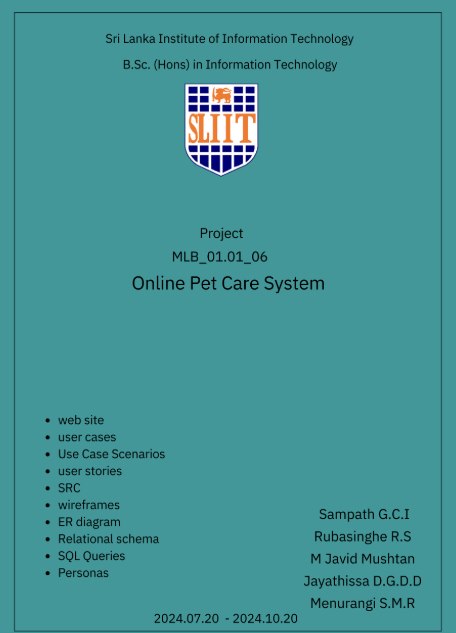 Sri Lanka Institute of Information Technology
B.Sc. (Hons) in Information Technology
SLIIT
Project
MLB_01.01_06
Online Pet Care System
• web site
• user cases
• Use Case Scenarios
• user stories
• SRC
• wireframes
• ER diagram
• Relational schema
• SQL Queries
• Personas
Sampath G.C.I
Rubasinghe R.S
M Javid Mushtan
Jayathissa D.G.D.D
Menurangi S.M.R
2024.07.20 - 2024.10.20